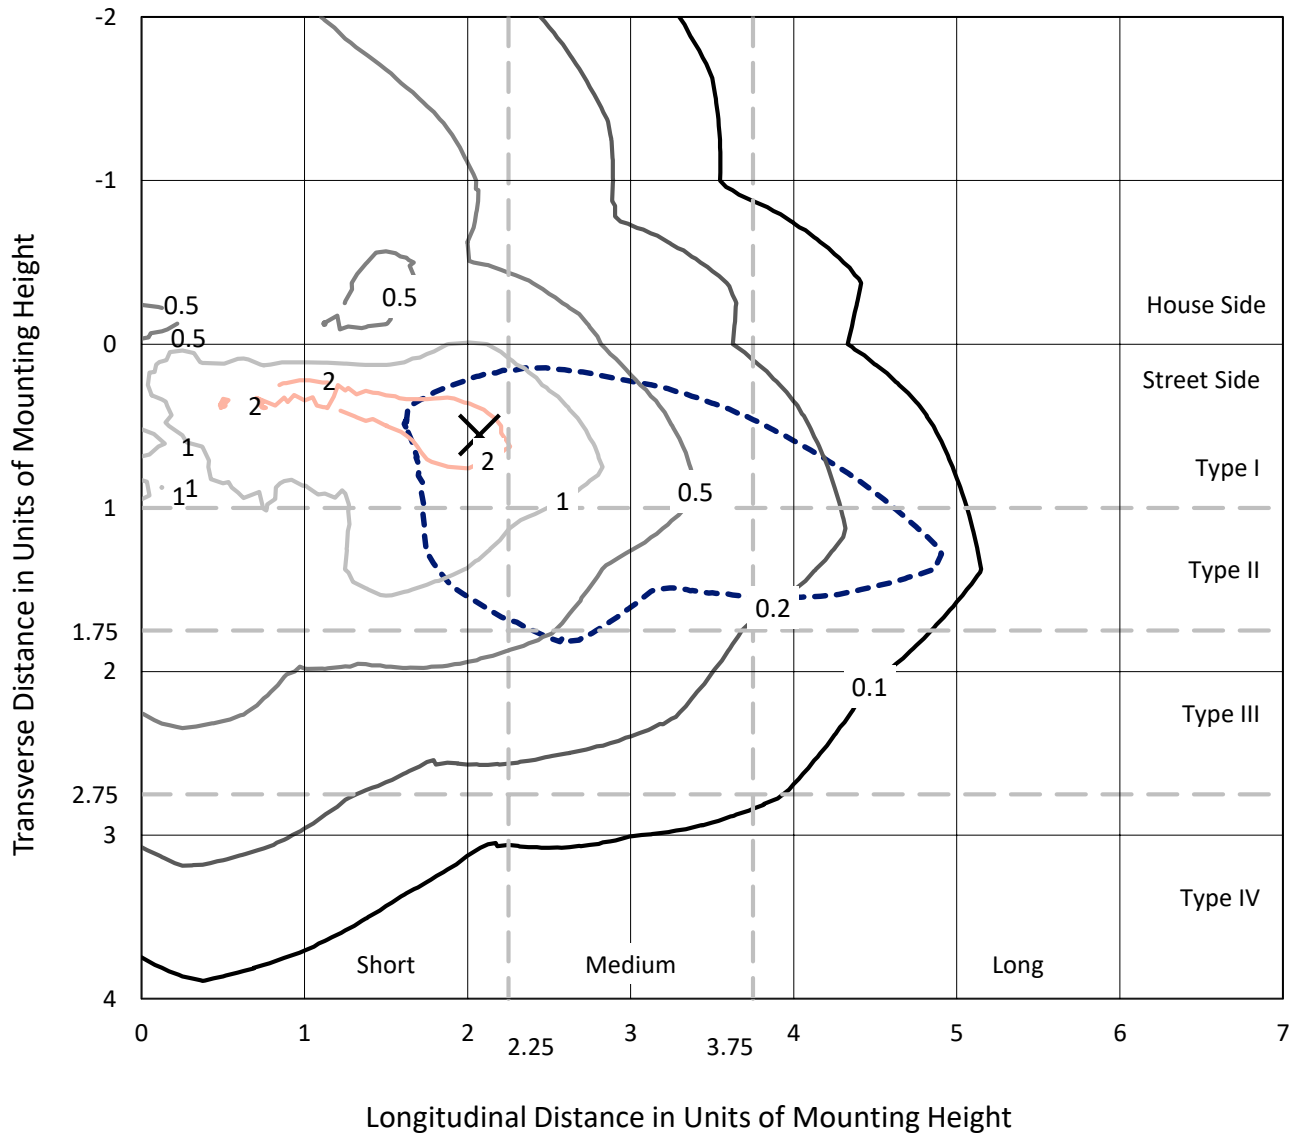 -2
-1
0.5
0.5
0.5
House Side
0
Street Side
2
2
1
2
Type I
1
1
1
0.5
1
Type II
0.2
1.75
2
0.1
Type III
2.75
3
Type IV
Short
Medium
Long
4
0
1
2
3
4
5
6
7
2.25
3.75
Longitudinal Distance in Units of Mounting Height
Transverse Distance in Units of Mounting Height